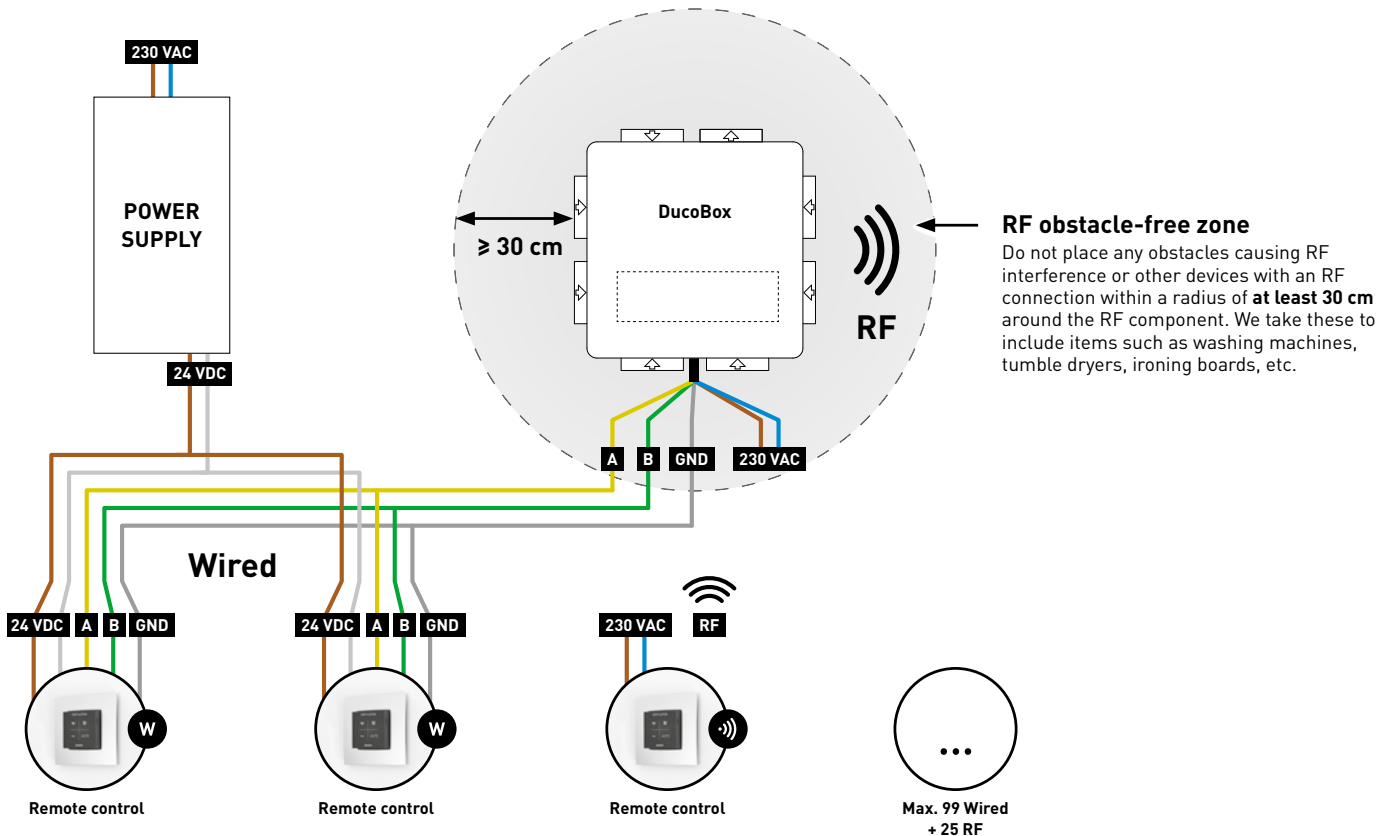 230 VAC
POWER
SUPPLY
24 VDC
DucoBox
≥ 30 cm
RF
RF obstacle-free zone
Do not place any obstacles causing RF
interference or other devices with an RF
connection within a radius of at least 30 cm
around the RF component. We take these to
include items such as washing machines,
tumble dryers, ironing boards, etc.
A B GND 230 VAC
Wired
24 VDC A B GND
24 VDC A B GND
230 VAC RF
W
W
...
Remote control
Remote control
Remote control
Max. 99 Wired
+ 25 RF